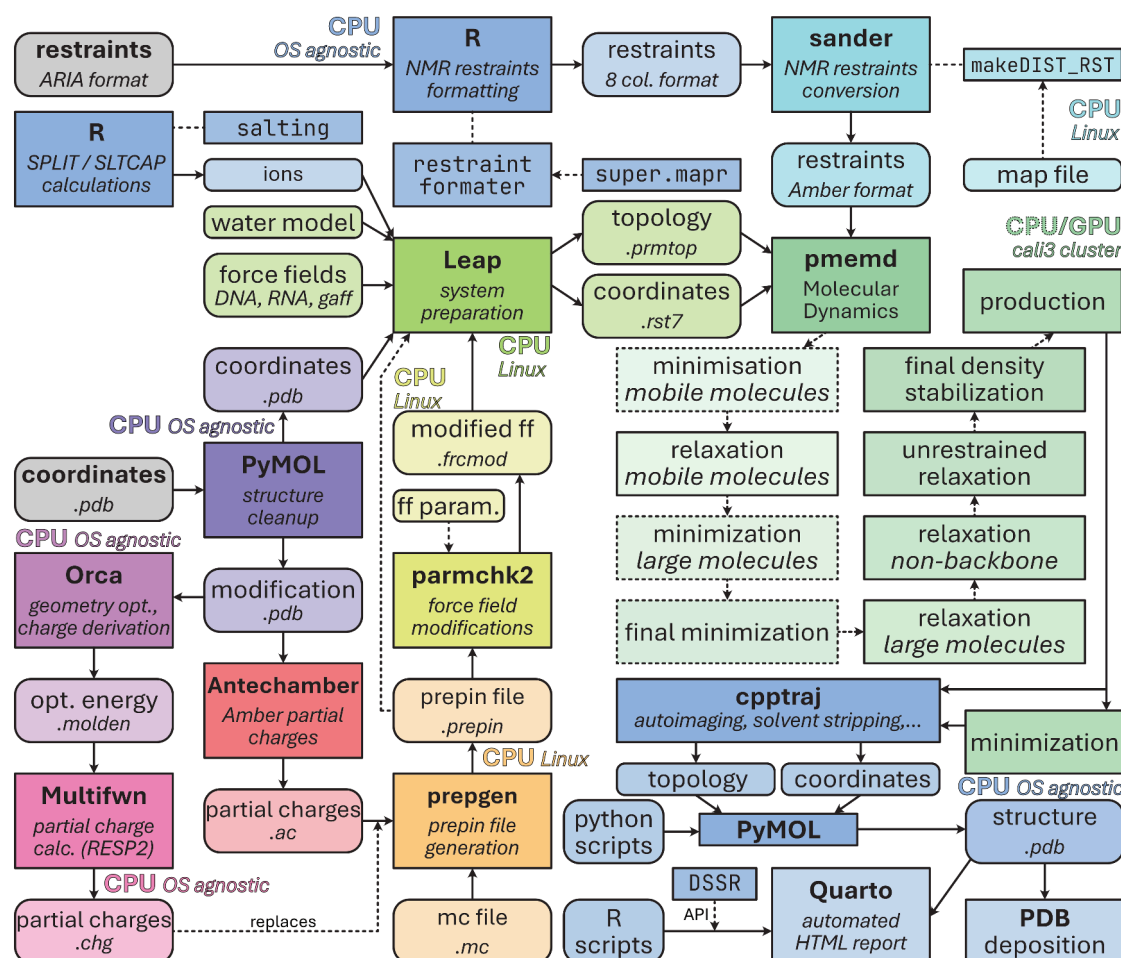 restraints
ARIA format
CPU
OS agnostic
R
NMR restraints
formatting
restraints
8 col. format
sander
NMR restraints
conversion
makeDIST_RST
CPU
Linux
map file
R
SPLIT / SLTCAP
calculations
salting
ions
restraint
formater
super.mapr
restraints
Amber format
water model
force fields
DNA, RNA, gaff
Leap
system
preparation
CPU
Linux
topology
.prmtop
coordinates
.rst7
pmemd
Molecular
Dynamics
CPU/GPU
cali3 cluster
production
coordinates
.pdb
CPU OS agnostic
CPU
Linux
modified ff
.frcmod
minimisation
mobile molecules
final density
stabilization
coordinates
.pdb
PyMOL
structure
cleanup
ff param.
relaxation
mobile molecules
unrestrained
relaxation
CPU OS agnostic
Orca
geometry opt.,
charge derivation
modification
.pdb
parmchk2
force field
modifications
minimization
large molecules
relaxation
non-backbone
final minimization
relaxation
large molecules
opt. energy
.molden
Antechamber
Amber partial
charges
prepin file
.prepin
CPU Linux
cpptraj
autoimaging, solvent stripping,...
minimization
topology
coordinates
CPU OS agnostic
Multifwn
partial charge
calc. (RESP2)
CPU OS agnostic
partial charges
.ac
prepgen
prepin file
generation
python
scripts
PyMOL
structure
.pdb
partial charges
.chg
replaces
mc file
.mc
R
scripts
DSSR
API
Quarto
automated
HTML report
PDB
deposition